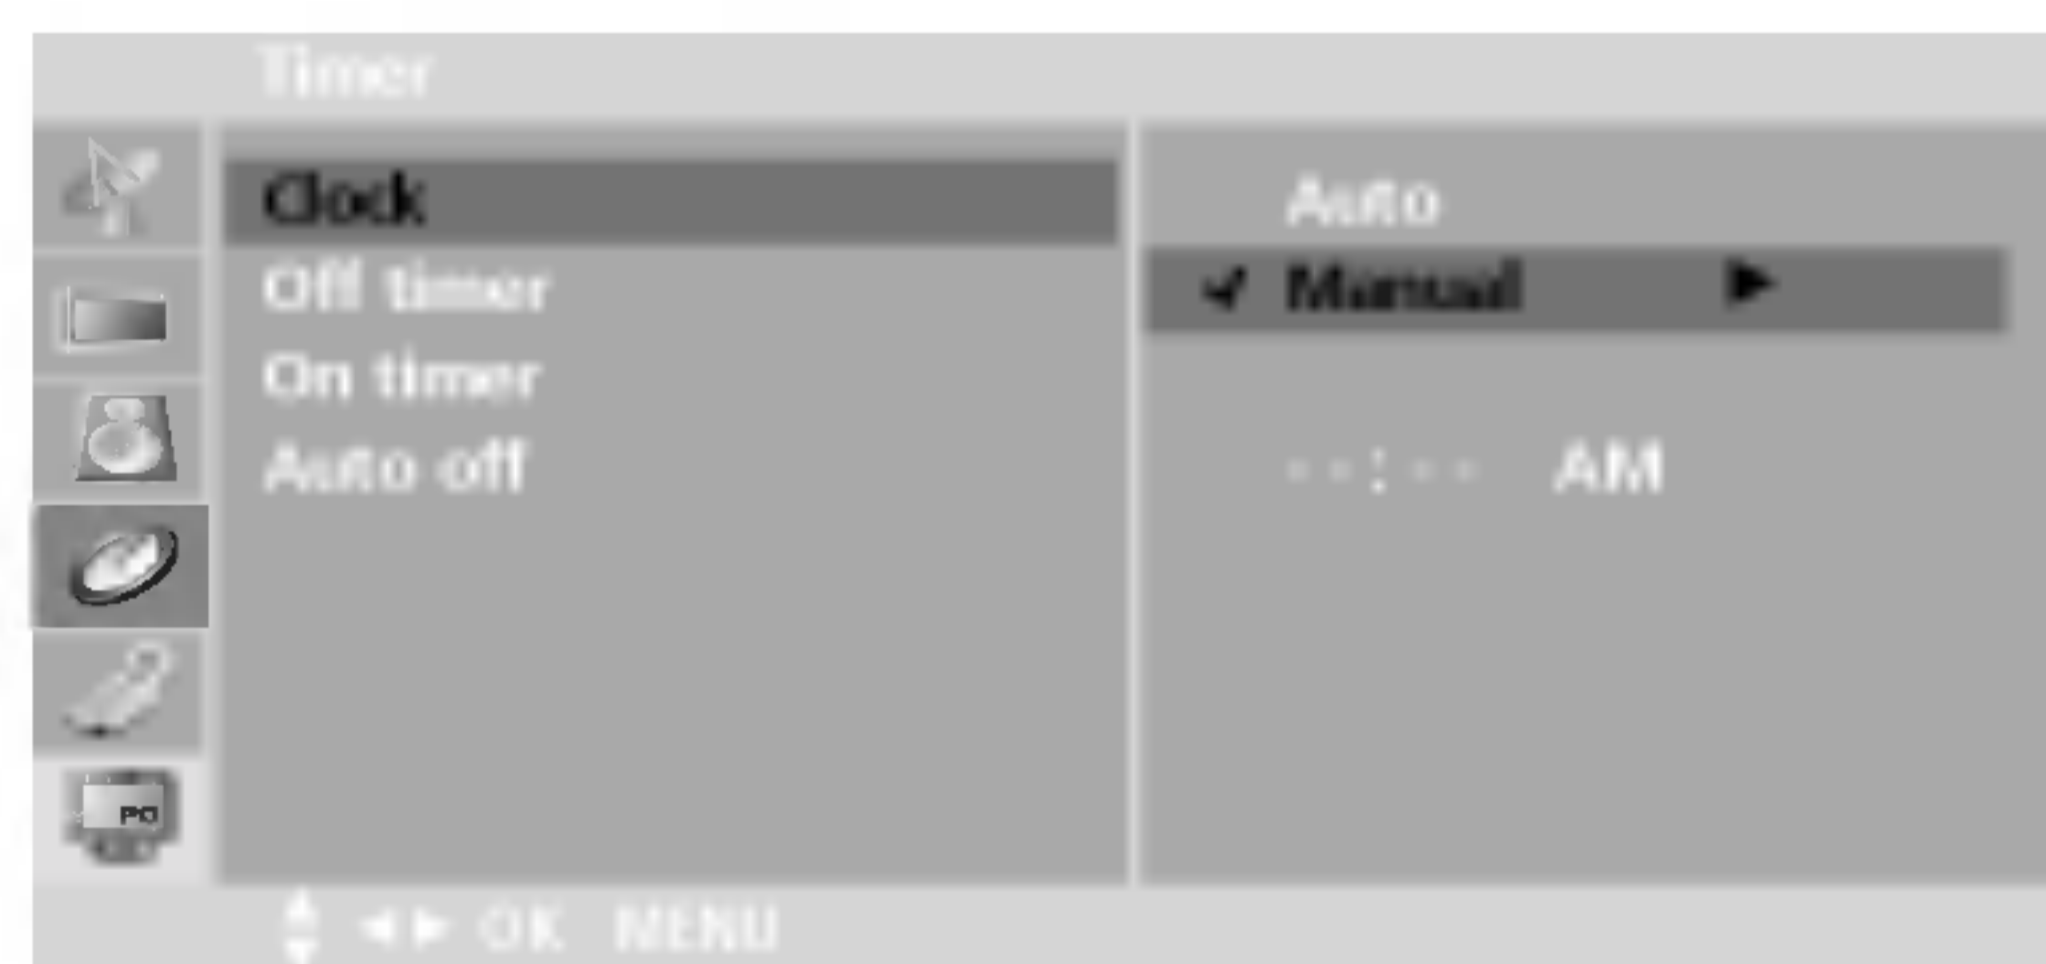 Timer
Clock
Off timer
On timer
Auto off
Auto
✔ Manual ►
--:-- AM
PC
▲▼ ◄► OK MENU